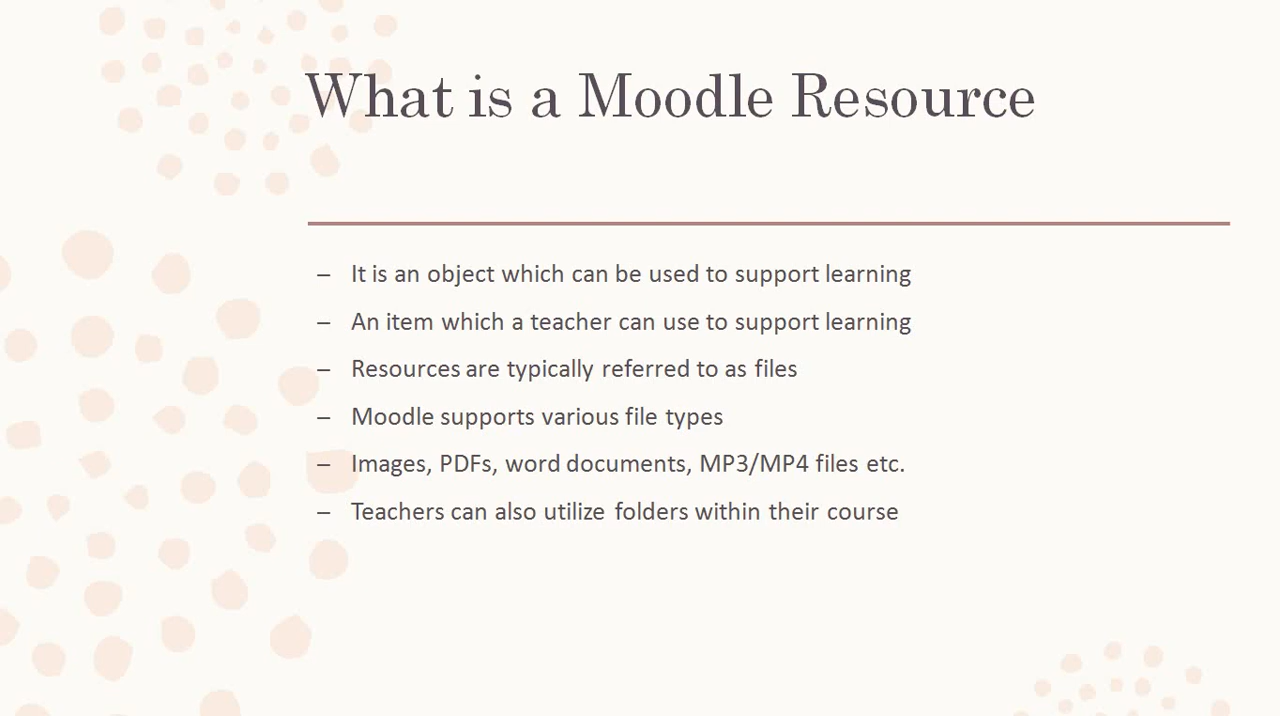 What is a Moodle Resource
– It is an object which can be used to support learning
– An item which a teacher can use to support learning
– Resources are typically referred to as files
– Moodle supports various file types
– Images, PDFs, word documents, MP3/MP4 files etc.
– Teachers can also utilize folders within their course